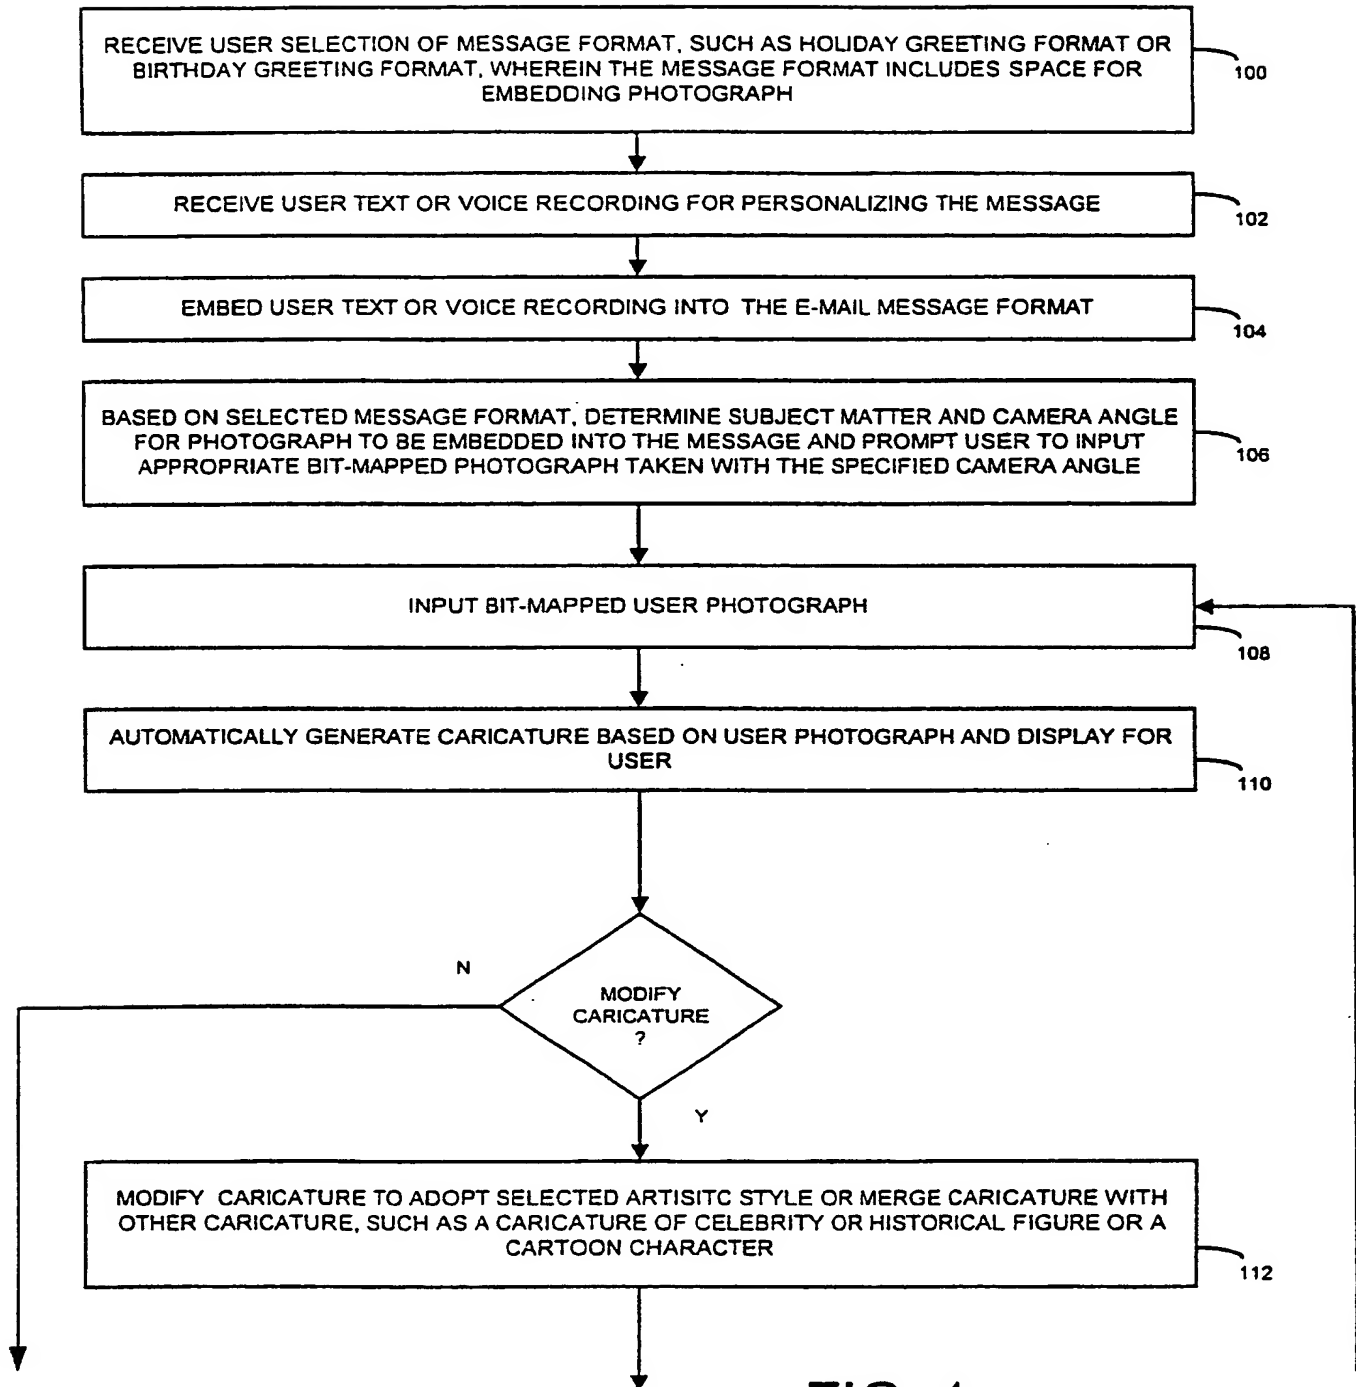 RECEIVE USER SELECTION OF MESSAGE FORMAT, SUCH AS HOLIDAY GREETING FORMAT OR
BIRTHDAY GREETING FORMAT, WHEREIN THE MESSAGE FORMAT INCLUDES SPACE FOR
EMBEDDING PHOTOGRAPH
100
RECEIVE USER TEXT OR VOICE RECORDING FOR PERSONALIZING THE MESSAGE
102
EMBED USER TEXT OR VOICE RECORDING INTO THE E-MAIL MESSAGE FORMAT
104
BASED ON SELECTED MESSAGE FORMAT, DETERMINE SUBJECT MATTER AND CAMERA ANGLE
FOR PHOTOGRAPH TO BE EMBEDDED INTO THE MESSAGE AND PROMPT USER TO INPUT
APPROPRIATE BIT-MAPPED PHOTOGRAPH TAKEN WITH THE SPECIFIED CAMERA ANGLE
106
INPUT BIT-MAPPED USER PHOTOGRAPH
108
AUTOMATICALLY GENERATE CARICATURE BASED ON USER PHOTOGRAPH AND DISPLAY FOR
USER
110
N
MODIFY
CARICATURE
?
Y
MODIFY CARICATURE TO ADOPT SELECTED ARTISITC STYLE OR MERGE CARICATURE WITH
OTHER CARICATURE, SUCH AS A CARICATURE OF CELEBRITY OR HISTORICAL FIGURE OR A
CARTOON CHARACTER
112